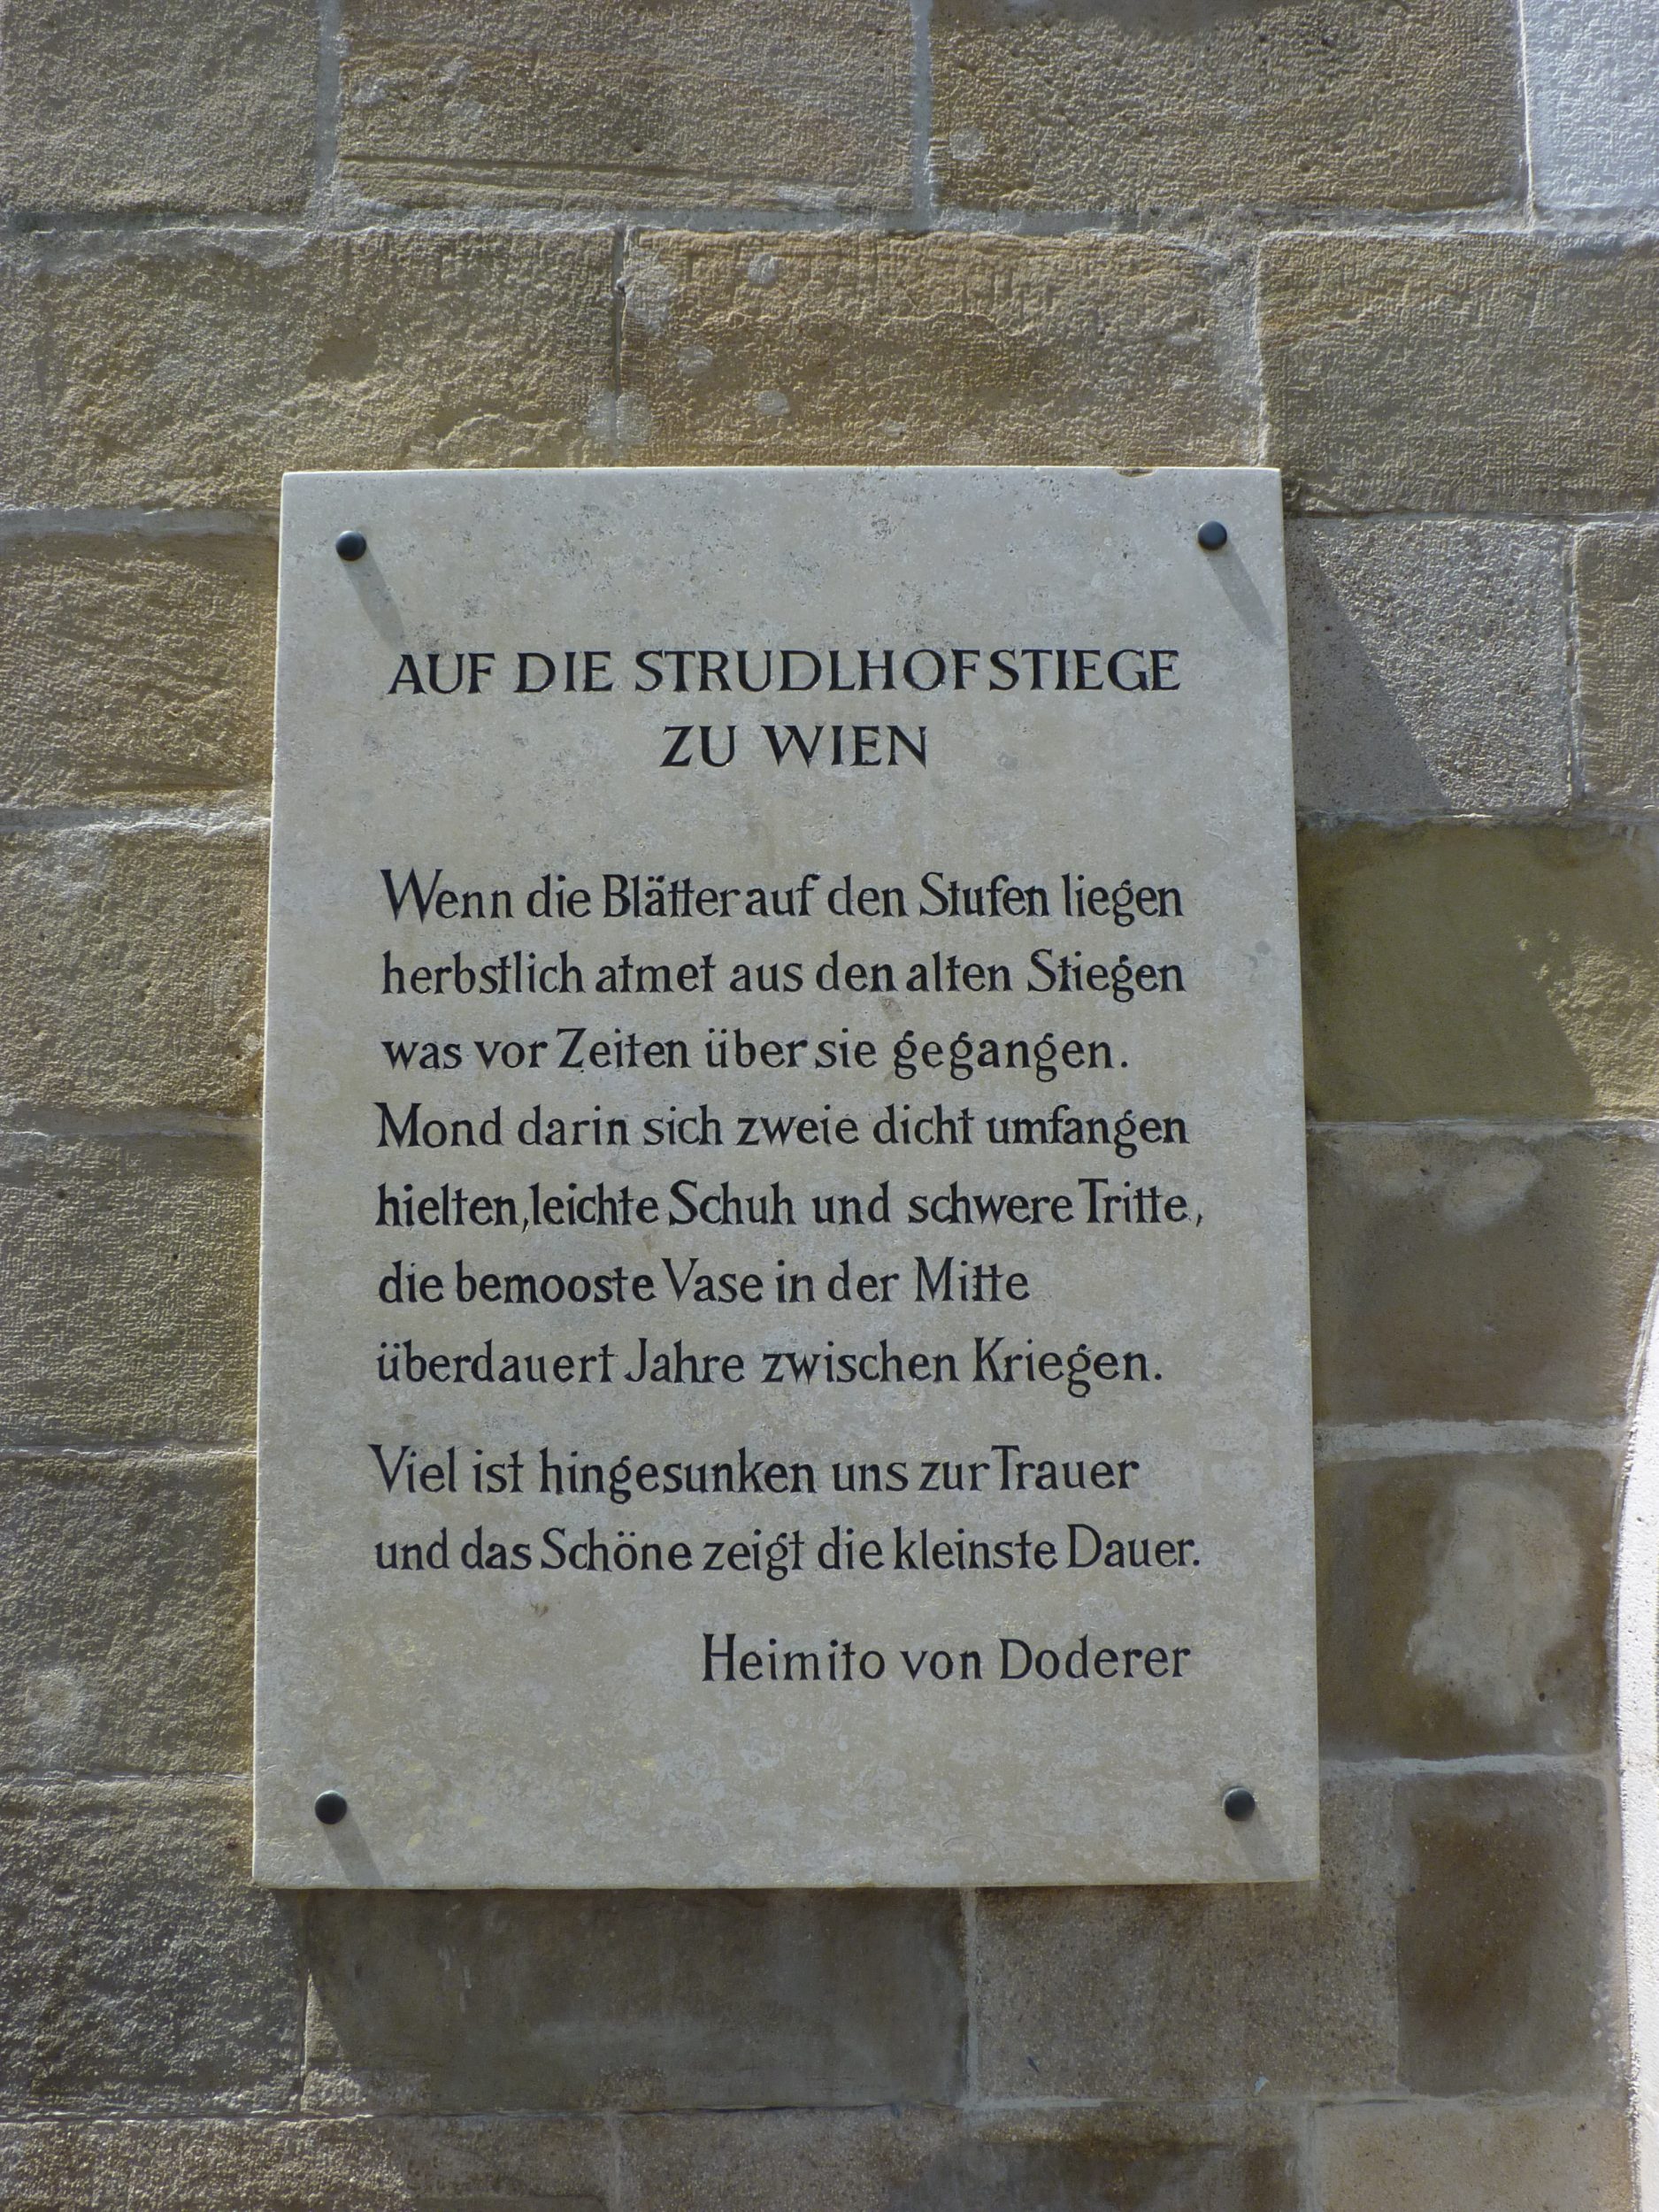 AUF DIE STRUDLHOFSTIEGE
ZU WIEN
Wenn die Blätter auf den Stufen liegen
herbstlich atmet aus den alten Stiegen
was vor Zeiten über sie gegangen.
Mond darin sich zweie dicht umfangen
hielten, leichte Schuh und schwere Tritte,
die bemooste Vase in der Mitte
überdauert Jahre zwischen Kriegen.
Viel ist hingesunken uns zur Trauer
und das Schöne zeigt die kleinste Dauer.
Heimito von Doderer